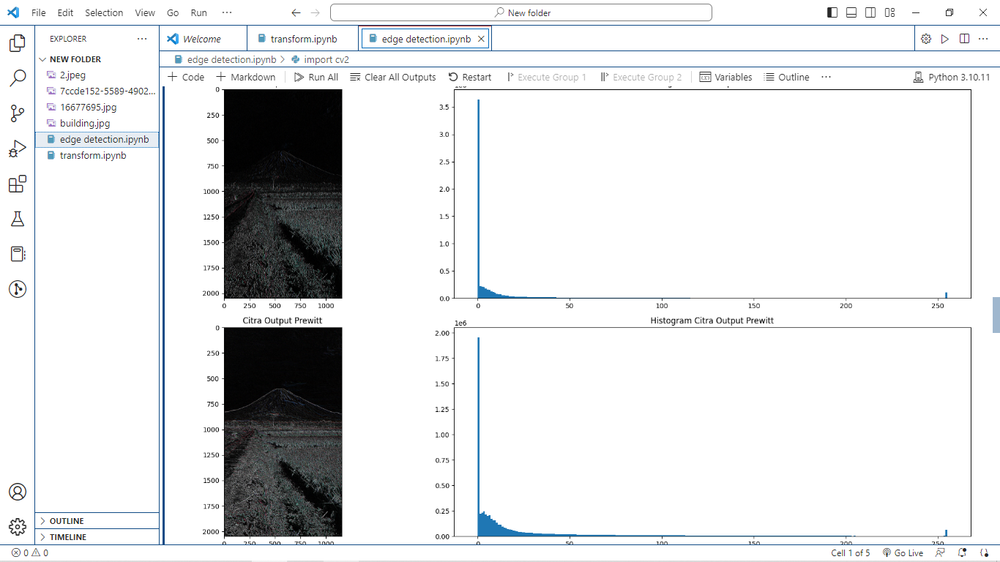 File Edit Selection View Go Run ···
New folder
EXPLORER ···
NEW FOLDER
2.jpeg
7ccde152-5589-4902...
16677695.jpg
building.jpg
edge detection.ipynb
transform.ipynb
OUTLINE
TIMELINE
Welcome
transform.ipynb
edge detection.ipynb
edge detection.ipynb > import cv2
+ Code + Markdown Run All Clear All Outputs Restart Execute Group 1 Execute Group 2 Variables Outline ··· Python 3.10.11
0
250
500
750
1000
1250
1500
1750
2000
0 250 500 750 1000
3.5
3.0
2.5
2.0
1.5
1.0
0.5
0.0
0 50 100 150 200 250
Citra Output Prewitt
0
250
500
750
1000
1250
1500
1750
2000
0 250 500 750 1000
Histogram Citra Output Prewitt
1e6
2.00
1.75
1.50
1.25
1.00
0.75
0.50
0.25
0.00
0 50 100 150 200 250
0 0
Cell 1 of 5 Go Live